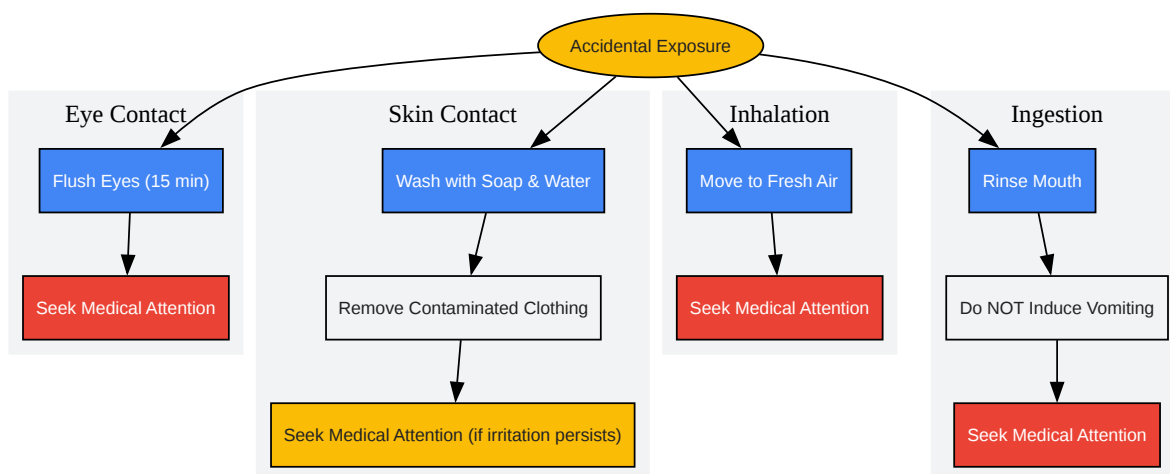 Accidental Exposure
Eye Contact
Flush Eyes (15 min)
Seek Medical Attention
Skin Contact
Wash with Soap & Water
Remove Contaminated Clothing
Seek Medical Attention (if irritation persists)
Inhalation
Move to Fresh Air
Seek Medical Attention
Ingestion
Rinse Mouth
Do NOT Induce Vomiting
Seek Medical Attention